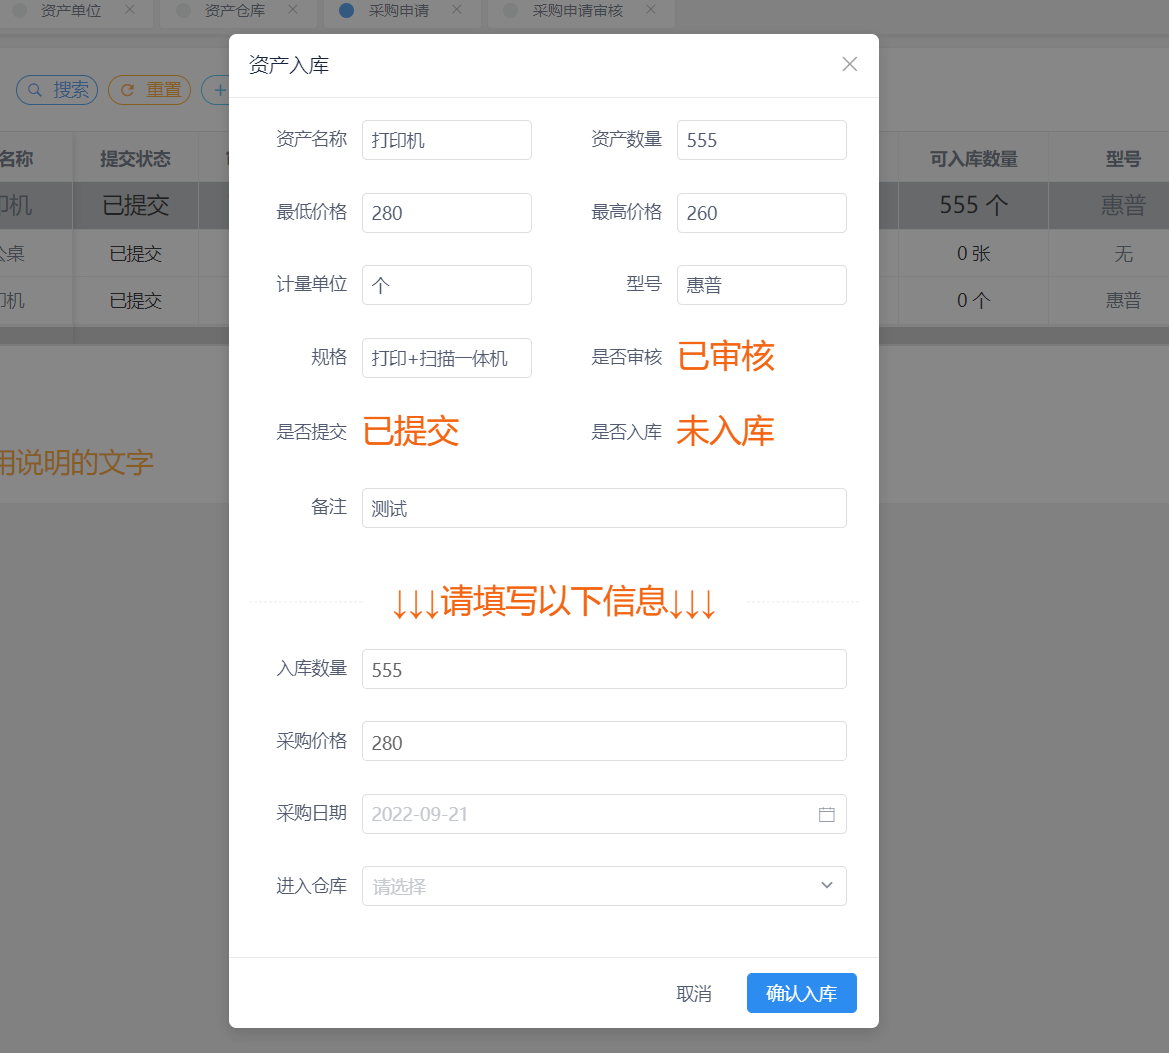 资产单位 资产仓库 采购申请 采购申请审核
资产入库
搜索 重置
资产名称 打印机 资产数量 555
名称 提交状态 可入库数量 型号
印机 已提交 555 个 惠普
最低价格 280 最高价格 260
公桌 已提交 0 张 无
计量单位 个 型号 惠普
印机 已提交 0 个 惠普
规格 打印+扫描一体机 是否审核 已审核
是否提交 已提交 是否入库 未入库
用说明的文字
备注 测试
↓↓↓请填写以下信息↓↓↓
入库数量 555
采购价格 280
采购日期 2022-09-21
进入仓库 请选择
取消 确认入库